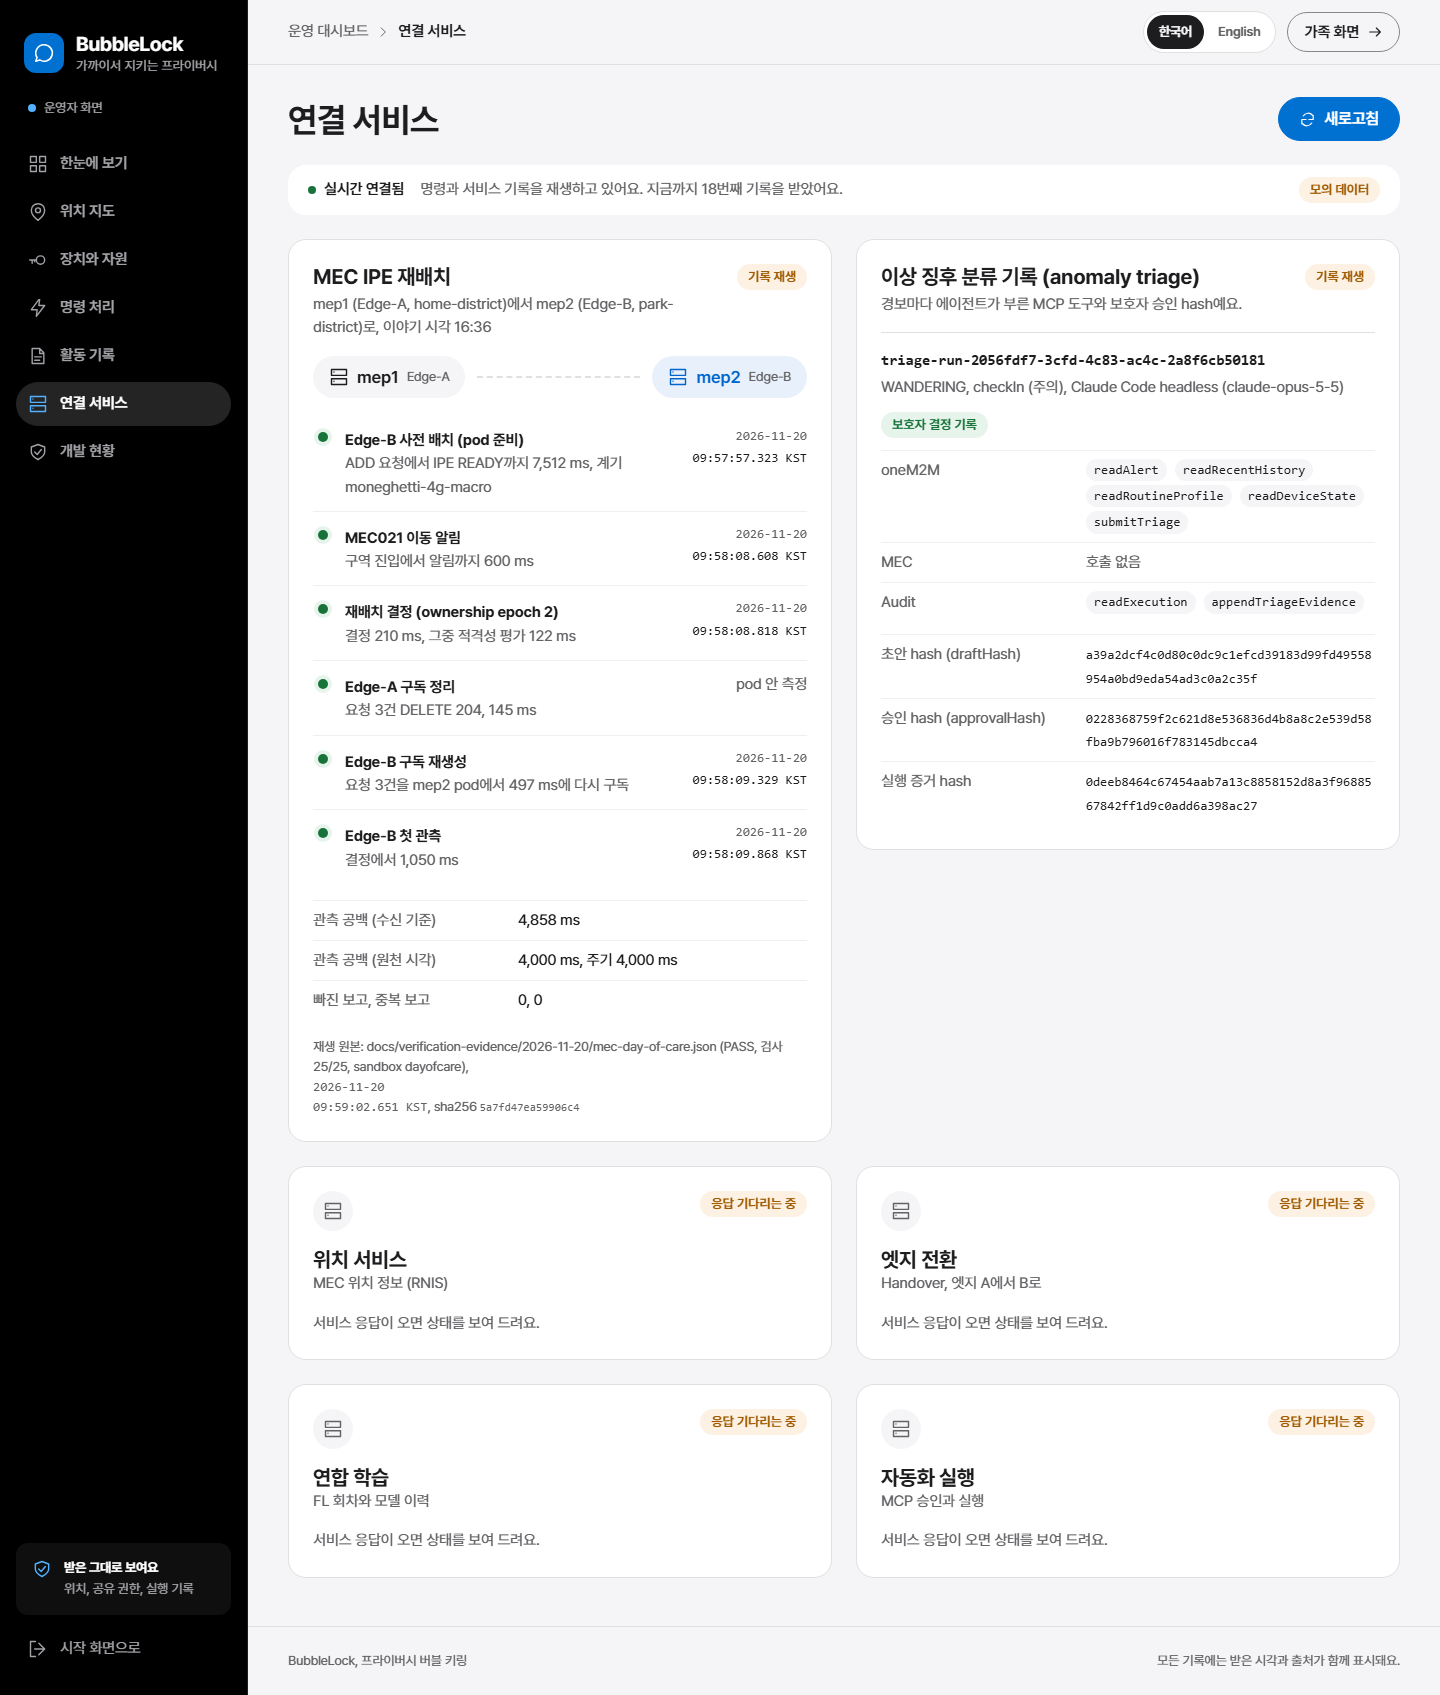 BubbleLock
가까이서 지키는 프라이버시
운영자 화면
한눈에 보기
위치 지도
장치와 자원
명령 처리
활동 기록
연결 서비스
개발 현황
받은 그대로 보여요
위치, 공유 권한, 실행 기록
시작 화면으로
운영 대시보드 > 연결 서비스
한국어 English
가족 화면 →
연결 서비스
새로고침
실시간 연결됨 명령과 서비스 기록을 재생하고 있어요. 지금까지 18번째 기록을 받았어요.
모의 데이터
MEC IPE 재배치
기록 재생
mep1 (Edge-A, home-district)에서 mep2 (Edge-B, park-
district)로, 이야기 시각 16:36
mep1 Edge-A
mep2 Edge-B
Edge-B 사전 배치 (pod 준비)
ADD 요청에서 IPE READY까지 7,512 ms, 계기
moneghetti-4g-macro
2026-11-20
09:57:57.323 KST
MEC021 이동 알림
구역 진입에서 알림까지 600 ms
2026-11-20
09:58:08.608 KST
재배치 결정 (ownership epoch 2)
결정 210 ms, 그중 적격성 평가 122 ms
2026-11-20
09:58:08.818 KST
Edge-A 구독 정리
요청 3건 DELETE 204, 145 ms
pod 안 측정
Edge-B 구독 재생성
요청 3건을 mep2 pod에서 497 ms에 다시 구독
2026-11-20
09:58:09.329 KST
Edge-B 첫 관측
결정에서 1,050 ms
2026-11-20
09:58:09.868 KST
관측 공백 (수신 기준) 4,858 ms
관측 공백 (원천 시각) 4,000 ms, 주기 4,000 ms
빠진 보고, 중복 보고 0, 0
재생 원본: docs/verification-evidence/2026-11-20/mec-day-of-care.json (PASS, 검사
25/25, sandbox dayofcare),
2026-11-20
09:59:02.651 KST, sha256 5a7fd47ea59906c4
이상 징후 분류 기록 (anomaly triage)
기록 재생
경보마다 에이전트가 부른 MCP 도구와 보호자 승인 hash예요.
triage-run-2056fdf7-3cfd-4c83-ac4c-2a8f6cb50181
WANDERING, checkIn (주의), Claude Code headless (claude-opus-5-5)
보호자 결정 기록
oneM2M
readAlert readRecentHistory
readRoutineProfile readDeviceState
submitTriage
MEC 호출 없음
Audit readExecution appendTriageEvidence
초안 hash (draftHash) a39a2dcf4c0d80c0dc9c1efcd39183d99fd49558
954a0bd9eda54ad3c0a2c35f
승인 hash (approvalHash) 0228368759f2c621d8e536836d4b8a8c2e539d58
fba9b796016f783145dbcca4
실행 증거 hash 0deeb8464c67454aab7a13c8858152d8a3f96885
67842ff1d9c0add6a398ac27
응답 기다리는 중
위치 서비스
MEC 위치 정보 (RNIS)
서비스 응답이 오면 상태를 보여 드려요.
응답 기다리는 중
엣지 전환
Handover, 엣지 A에서 B로
서비스 응답이 오면 상태를 보여 드려요.
응답 기다리는 중
연합 학습
FL 회차와 모델 이력
서비스 응답이 오면 상태를 보여 드려요.
응답 기다리는 중
자동화 실행
MCP 승인과 실행
서비스 응답이 오면 상태를 보여 드려요.
BubbleLock, 프라이버시 버블 키링
모든 기록에는 받은 시각과 출처가 함께 표시돼요.